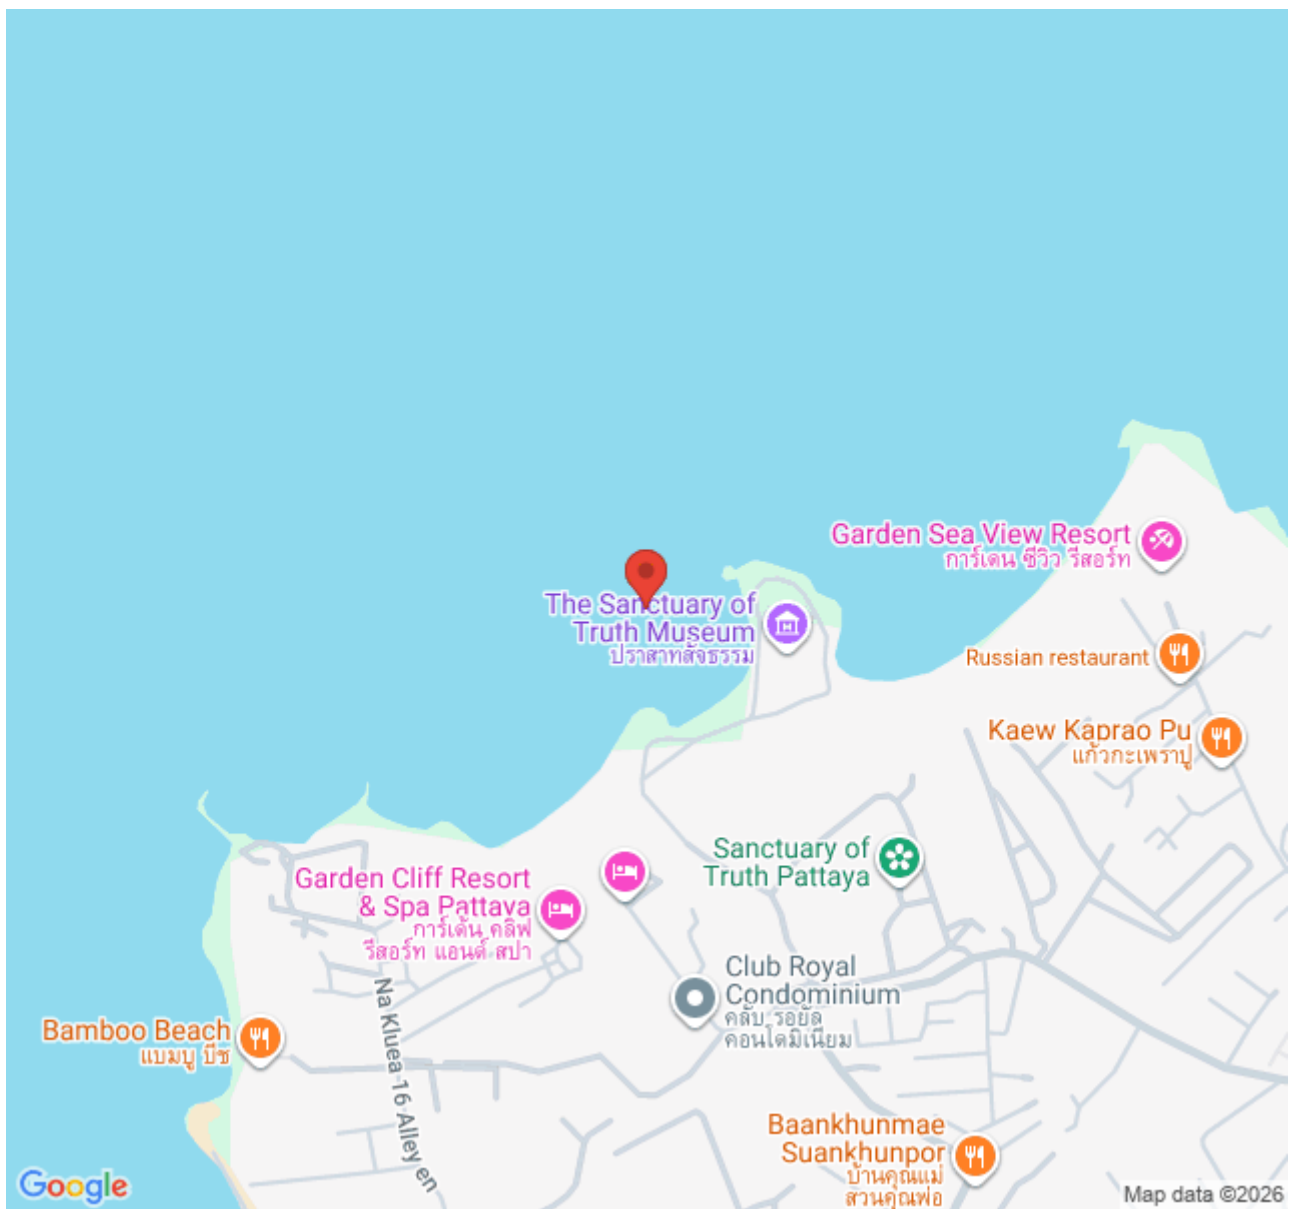 Garden Sea View Resort
การ์เดน ซีวิว รีสอร์ท
The Sanctuary of
Truth Museum
ปราสาทสัจธรรม
Russian restaurant
Kaew Kaprao Pu
แก้วกะเพราปู
Sanctuary of
Truth Pattaya
Garden Cliff Resort
& Spa Pattaya
การ์เด้น คลิฟ
รีสอร์ท แอนด์ สปา
Club Royal
Condominium
คลับ รอยัล
คอนโดมิเนียม
Na Kluea 16 Alley en
Bamboo Beach
แบมบู บีช
Baankhunmae
Suankhunpor
บ้านคุณแม่
สวนคุณพ่อ
Google
Map data ©2026